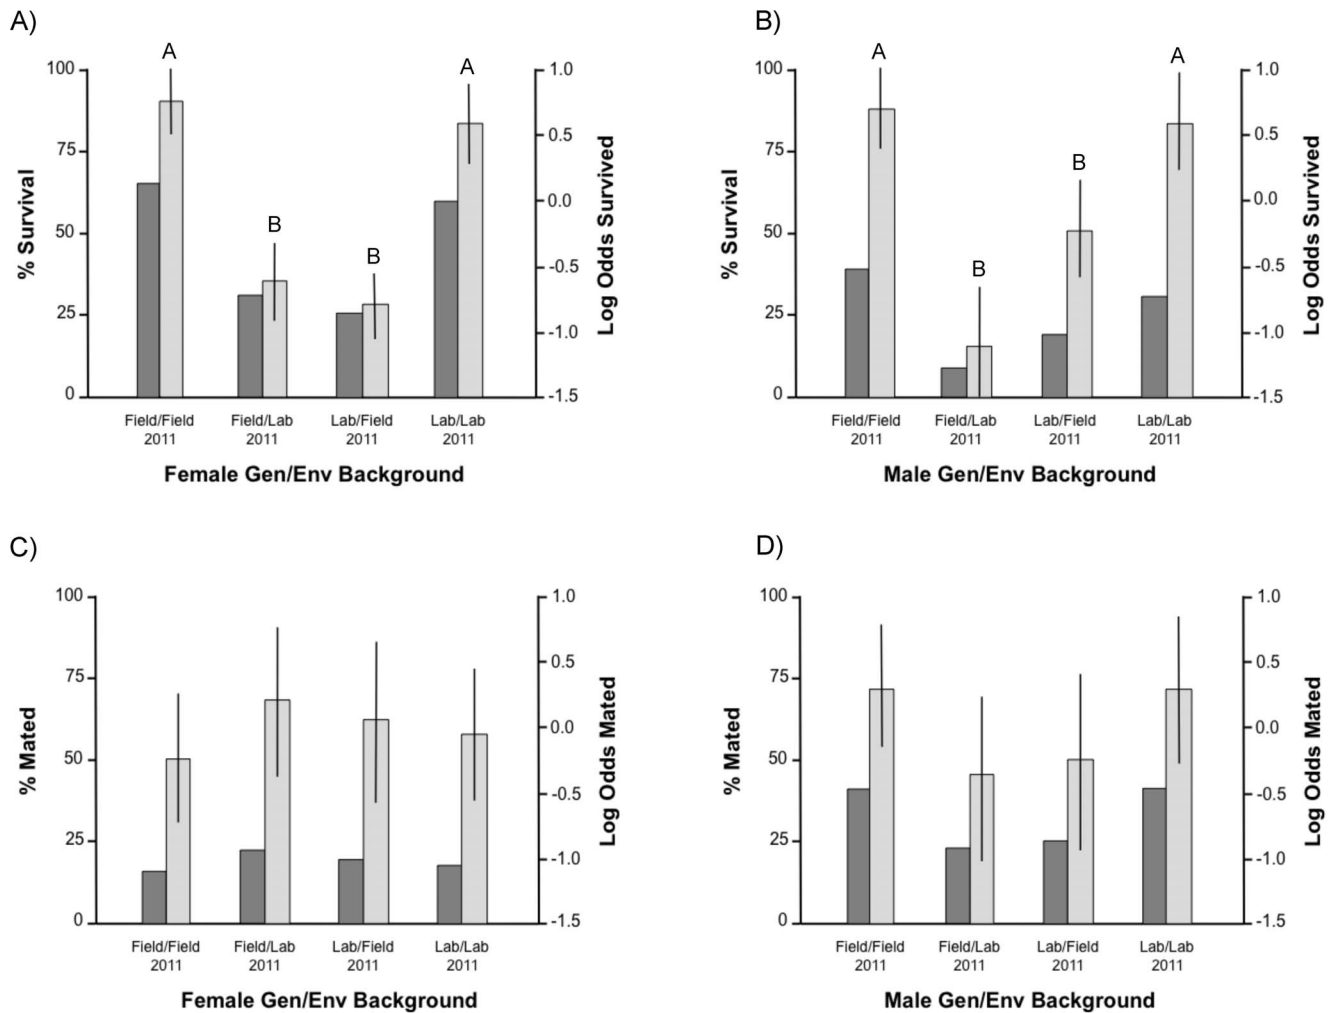 A)
100
75
50
25
0
% Survival
1.0
0.5
0.0
-0.5
-1.0
-1.5
Log Odds Survived
A
B
B
A
Field/Field
2011
Field/Lab
2011
Lab/Field
2011
Lab/Lab
2011
Female Gen/Env Background
B)
100
75
50
25
0
% Survival
1.0
0.5
0.0
-0.5
-1.0
-1.5
Log Odds Survived
A
B
B
A
Field/Field
2011
Field/Lab
2011
Lab/Field
2011
Lab/Lab
2011
Male Gen/Env Background
C)
100
75
50
25
0
% Mated
1.0
0.5
0.0
-0.5
-1.0
-1.5
Log Odds Mated
Field/Field
2011
Field/Lab
2011
Lab/Field
2011
Lab/Lab
2011
Female Gen/Env Background
D)
100
75
50
25
0
% Mated
1.0
0.5
0.0
-0.5
-1.0
-1.5
Log Odds Mated
Field/Field
2011
Field/Lab
2011
Lab/Field
2011
Lab/Lab
2011
Male Gen/Env Background